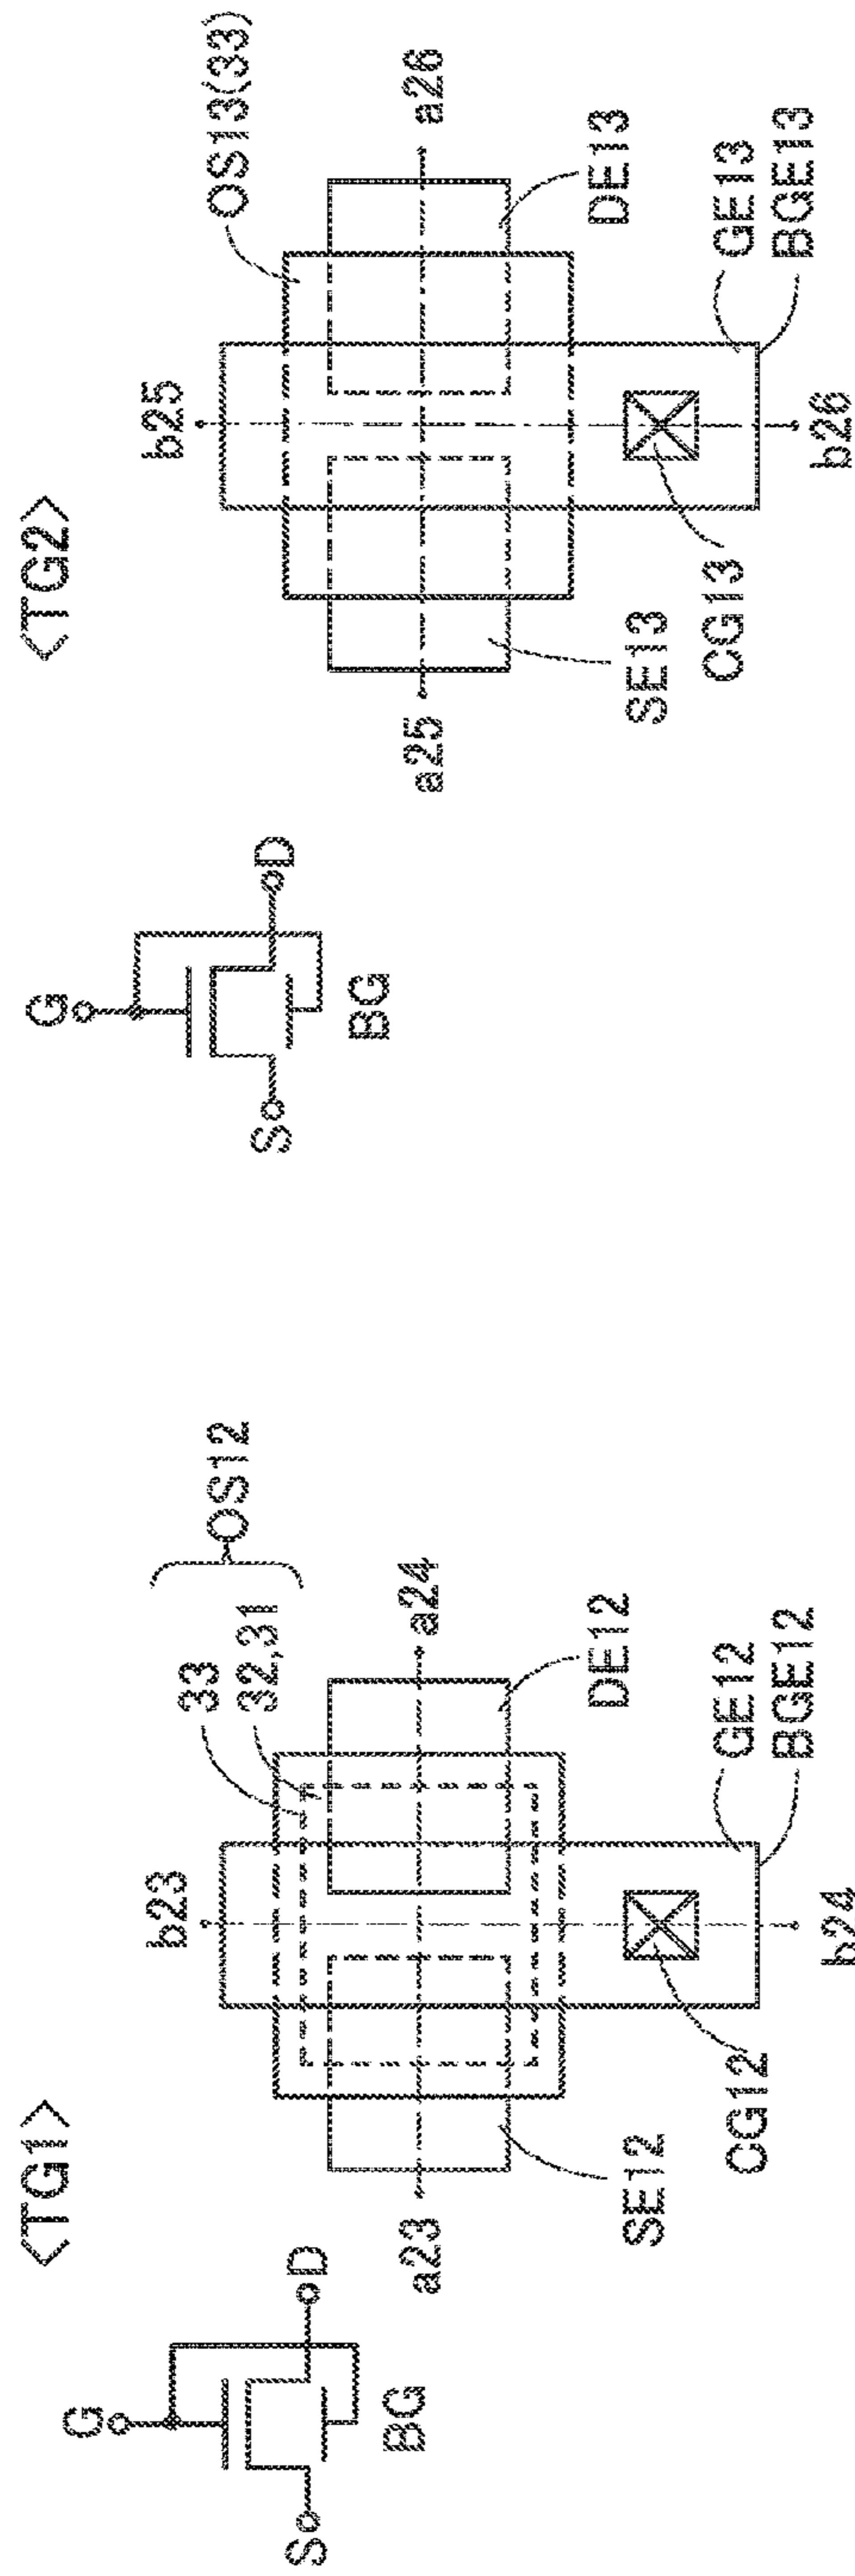 <TG1>
G
S
D
BG
b23
33
32,31
OS12
a23
a24
SE12
DE12
CG12
GE12
BGE12
b24
<TG2>
G
S
D
BG
b25
OS13(33)
a25
a26
SE13
DE13
CG13
GE13
BGE13
b26